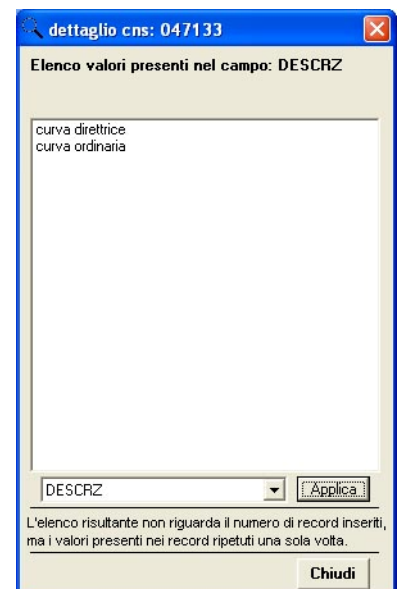 dettaglio cns: 047133
Elenco valori presenti nel campo: DESCRZ
curva direttrice
curva ordinaria
DESCRZ
Applica
L'elenco risultante non riguarda il numero di record inseriti,
ma i valori presenti nei record ripetuti una sola volta.
Chiudi